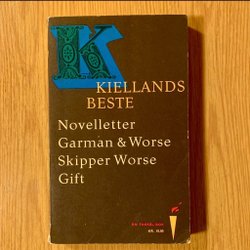 K
KIELLANDS
BESTE
Novelletter
Garman & Worse
Skipper Worse
Gift